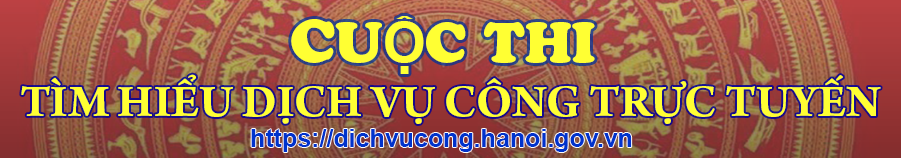 CUỘC THI
TÌM HIỂU DỊCH VỤ CÔNG TRỰC TUYẾN
https://dichvucong.hanoi.gov.vn